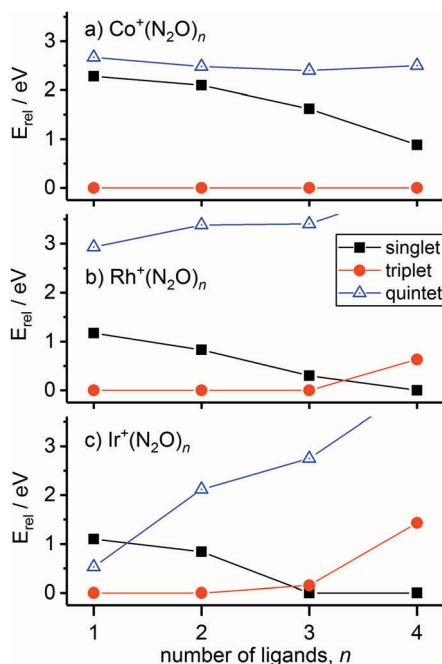 a) Co⁺(N₂O)ₙ
E_rel / eV
3
2
1
0
b) Rh⁺(N₂O)ₙ
E_rel / eV
3
2
1
0
singlet
triplet
quintet
c) Ir⁺(N₂O)ₙ
E_rel / eV
3
2
1
0
1 2 3 4
number of ligands, n